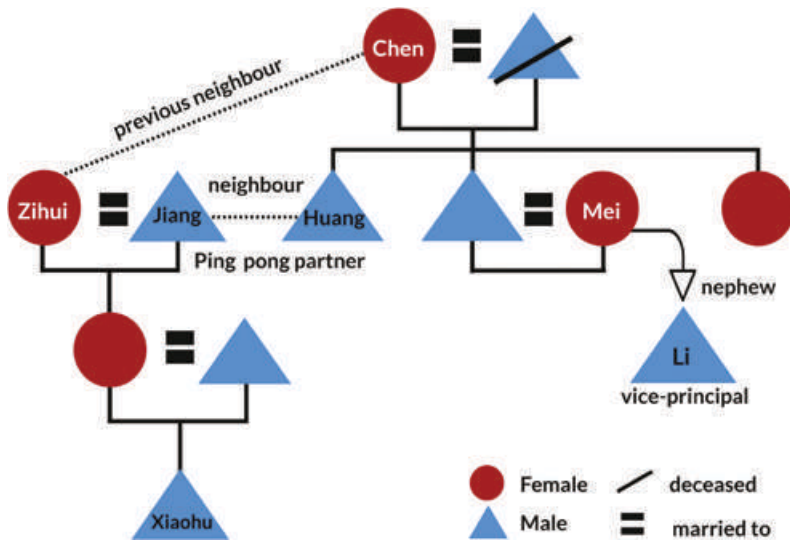 Chen
previous neighbour
Zihui
Jiang
neighbour
Huang
Mei
Ping pong partner
nephew
Li
vice-principal
Xiaohu
Female
deceased
Male
married to